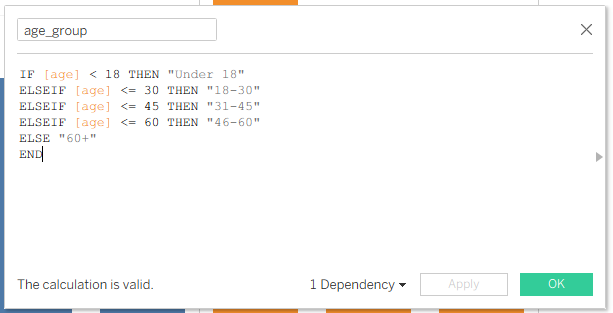 age_group
IF [age] < 18 THEN "Under 18"
ELSEIF [age] <= 30 THEN "18-30"
ELSEIF [age] <= 45 THEN "31-45"
ELSEIF [age] <= 60 THEN "46-60"
ELSE "60+"
END
The calculation is valid.
1 Dependency
Apply
OK